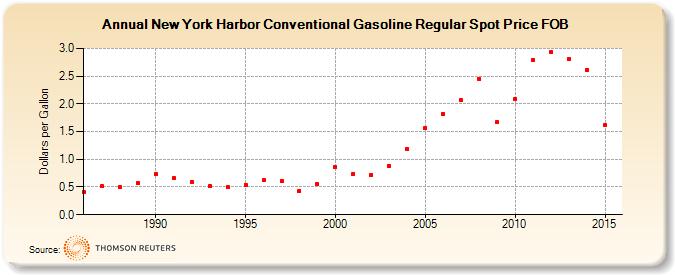 Annual New York Harbor Conventional Gasoline Regular Spot Price FOB
Dollars per Gallon
3.0
2.5
2.0
1.5
1.0
0.5
0.0
1990 1995 2000 2005 2010 2015
Source: THOMSON REUTERS